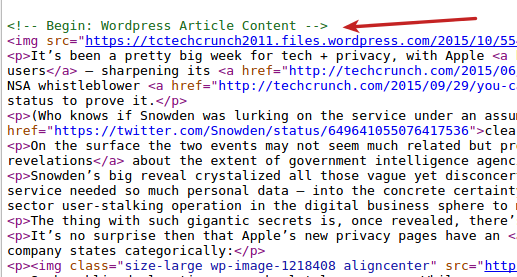 <!-- Begin: Wordpress Article Content -->
<img src="https://tctechcrunch2011.files.wordpress.com/2015/10/55
<p>It's been a pretty big week for tech + privacy, with Apple <a
users</a> — sharpening its <a href="http://techcrunch.com/2015/06
NSA whistleblower <a href="http://techcrunch.com/2015/09/29/you-c
status to prove it.</p>
<p>(Who knows if Snowden was lurking on the service under an assu
href="https://twitter.com/Snowden/status/649641055076417536">clea
<p>On the surface the two events may not seem much related but pr
revelations</a> about the extent of government intelligence agenc
<p>Snowden's big reveal crystalized all those vague yet disconcer
service needed so much personal data — into the concrete certaint
sector user-stalking operation in the digital business sphere to m
<p>The thing with such gigantic secrets is, once revealed, there'
<p>It's no surprise then that Apple's new privacy pages have an <
company states categorically:</p>
<p><img class="size-large wp-image-1218408 aligncenter" src="http